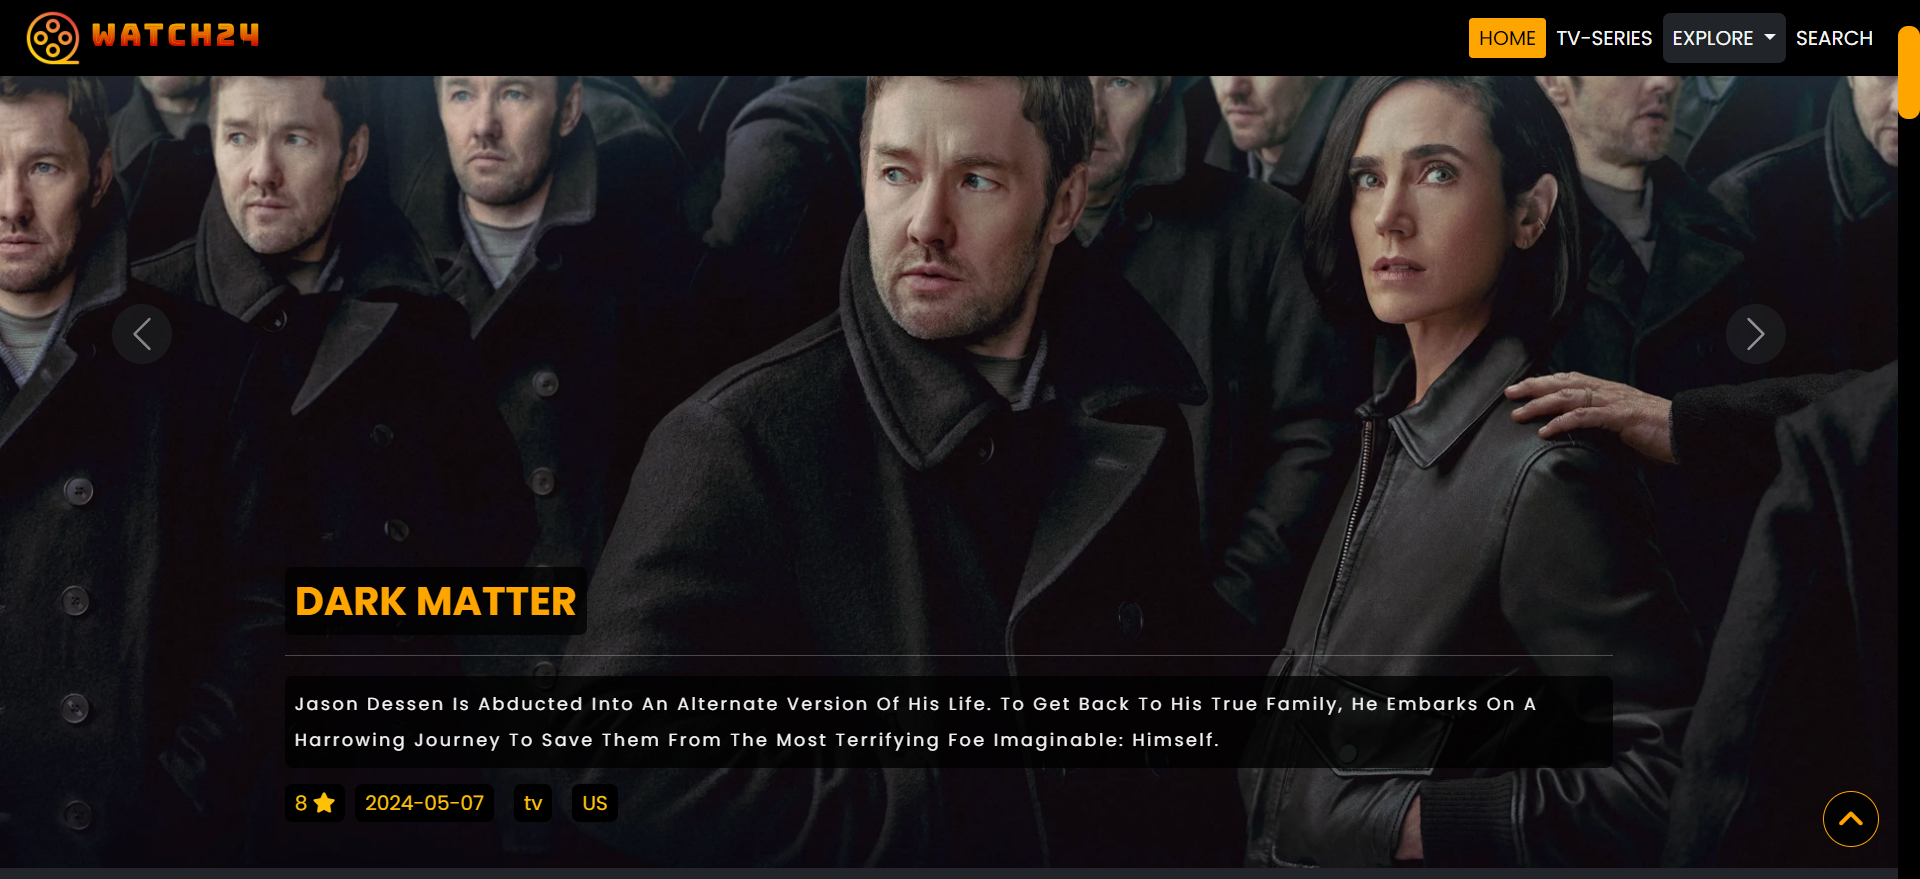 WATCH24
HOME TV-SERIES EXPLORE SEARCH
DARK MATTER
Jason Dessen Is Abducted Into An Alternate Version Of His Life. To Get Back To His True Family, He Embarks On A
Harrowing Journey To Save Them From The Most Terrifying Foe Imaginable: Himself.
8 2024-05-07 tv US